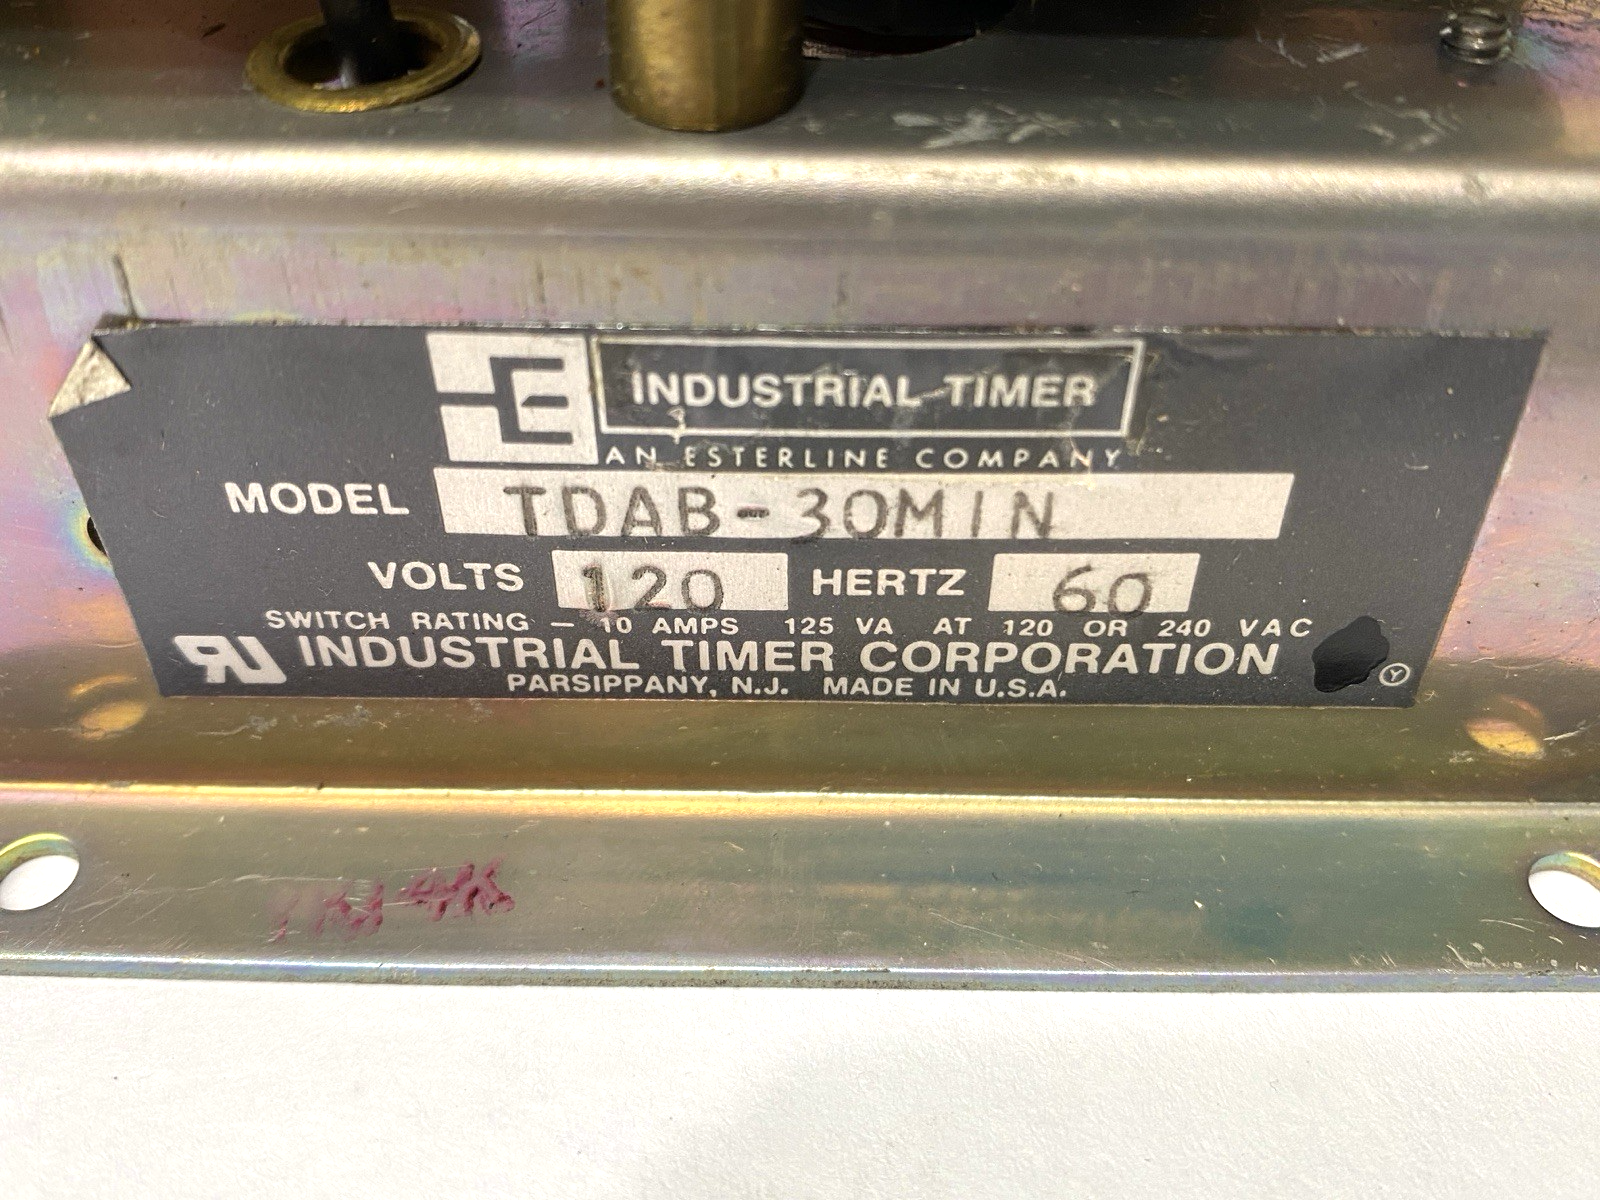 INDUSTRIAL TIMER
AN ESTERLINE COMPANY
MODEL TDAB-30MIN
VOLTS 120 HERTZ 60
SWITCH RATING — 10 AMPS 125 VA AT 120 OR 240 VAC
INDUSTRIAL TIMER CORPORATION
PARSIPPANY, N.J. MADE IN U.S.A.
Y